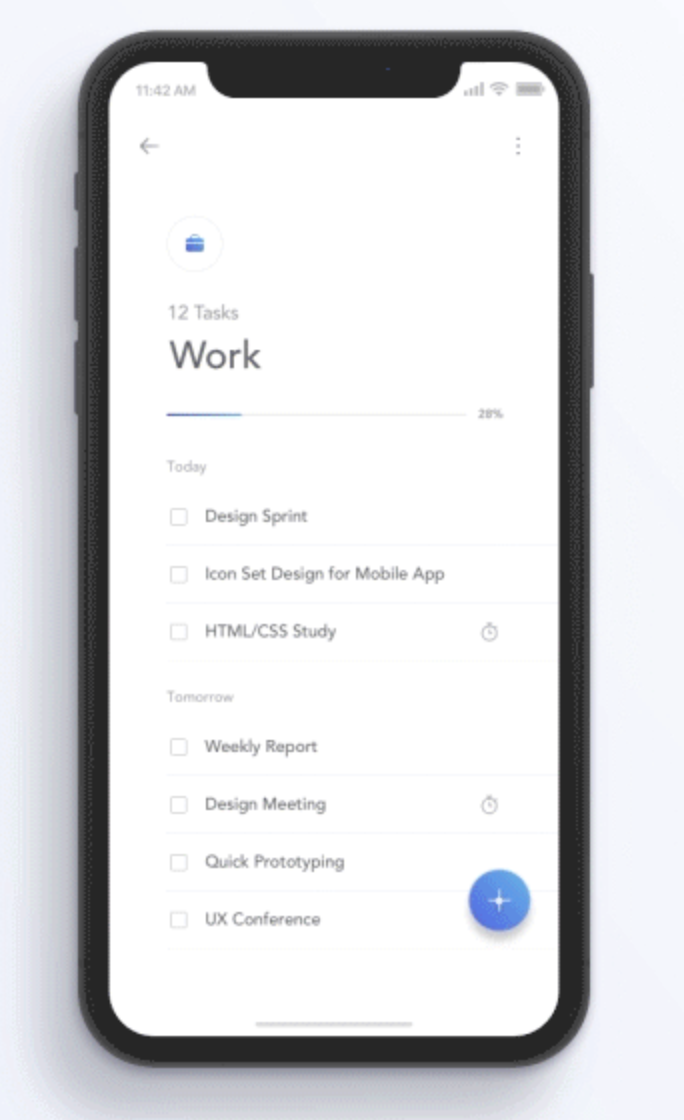 11:42 AM
12 Tasks
Work
28%
Today
Design Sprint
Icon Set Design for Mobile App
HTML/CSS Study
Tomorrow
Weekly Report
Design Meeting
Quick Prototyping
UX Conference